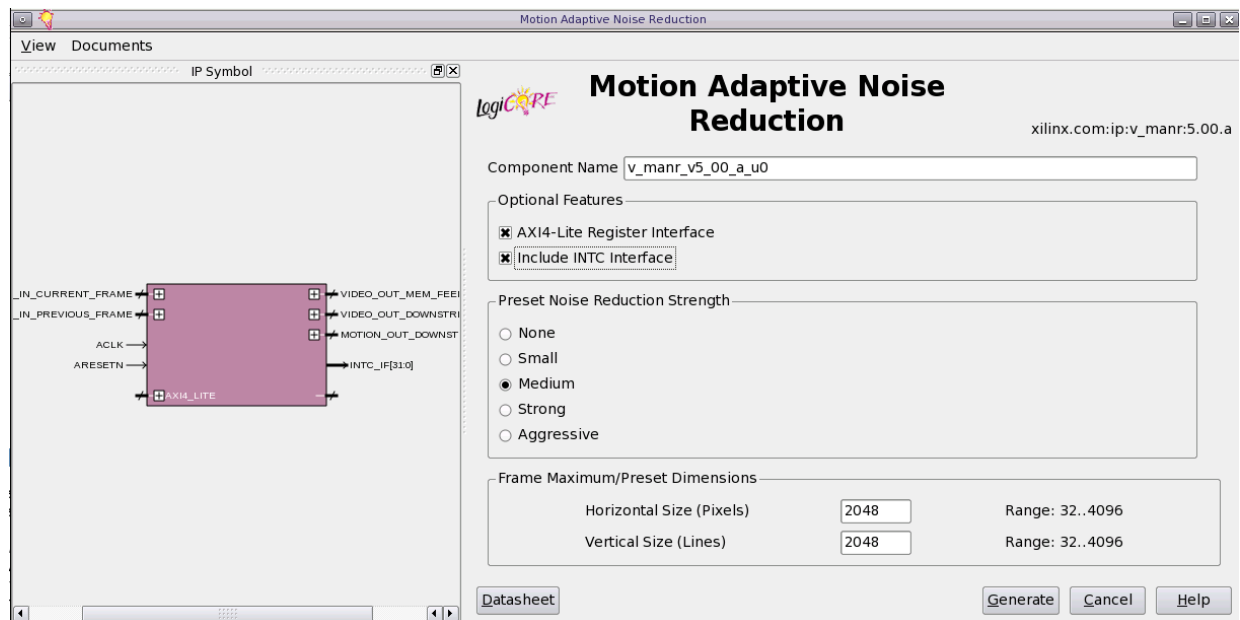 Motion Adaptive Noise Reduction
View Documents
IP Symbol
_IN_CURRENT_FRAME
_IN_PREVIOUS_FRAME
ACLK
ARESETN
AXI4_LITE
VIDEO_OUT_MEM_FEEI
VIDEO_OUT_DOWNSTRI
MOTION_OUT_DOWNST
INTC_IF[31:0]
LogiCORE
Motion Adaptive Noise
Reduction
xilinx.com:ip:v_manr:5.00.a
Component Name v_manr_v5_00_a_u0
Optional Features
AXI4-Lite Register Interface
Include INTC Interface
Preset Noise Reduction Strength
None
Small
Medium
Strong
Aggressive
Frame Maximum/Preset Dimensions
Horizontal Size (Pixels) 2048 Range: 32..4096
Vertical Size (Lines) 2048 Range: 32..4096
Datasheet Generate Cancel Help